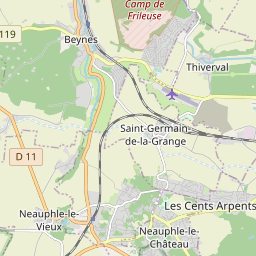 Camp de
Frileuse
119
Beynes
Thiverval
Saint-Germain-
de-la-Grange
D 11
Les Cents Arpents
Neauphle-le-
Vieux
Neauphle-le-
Château